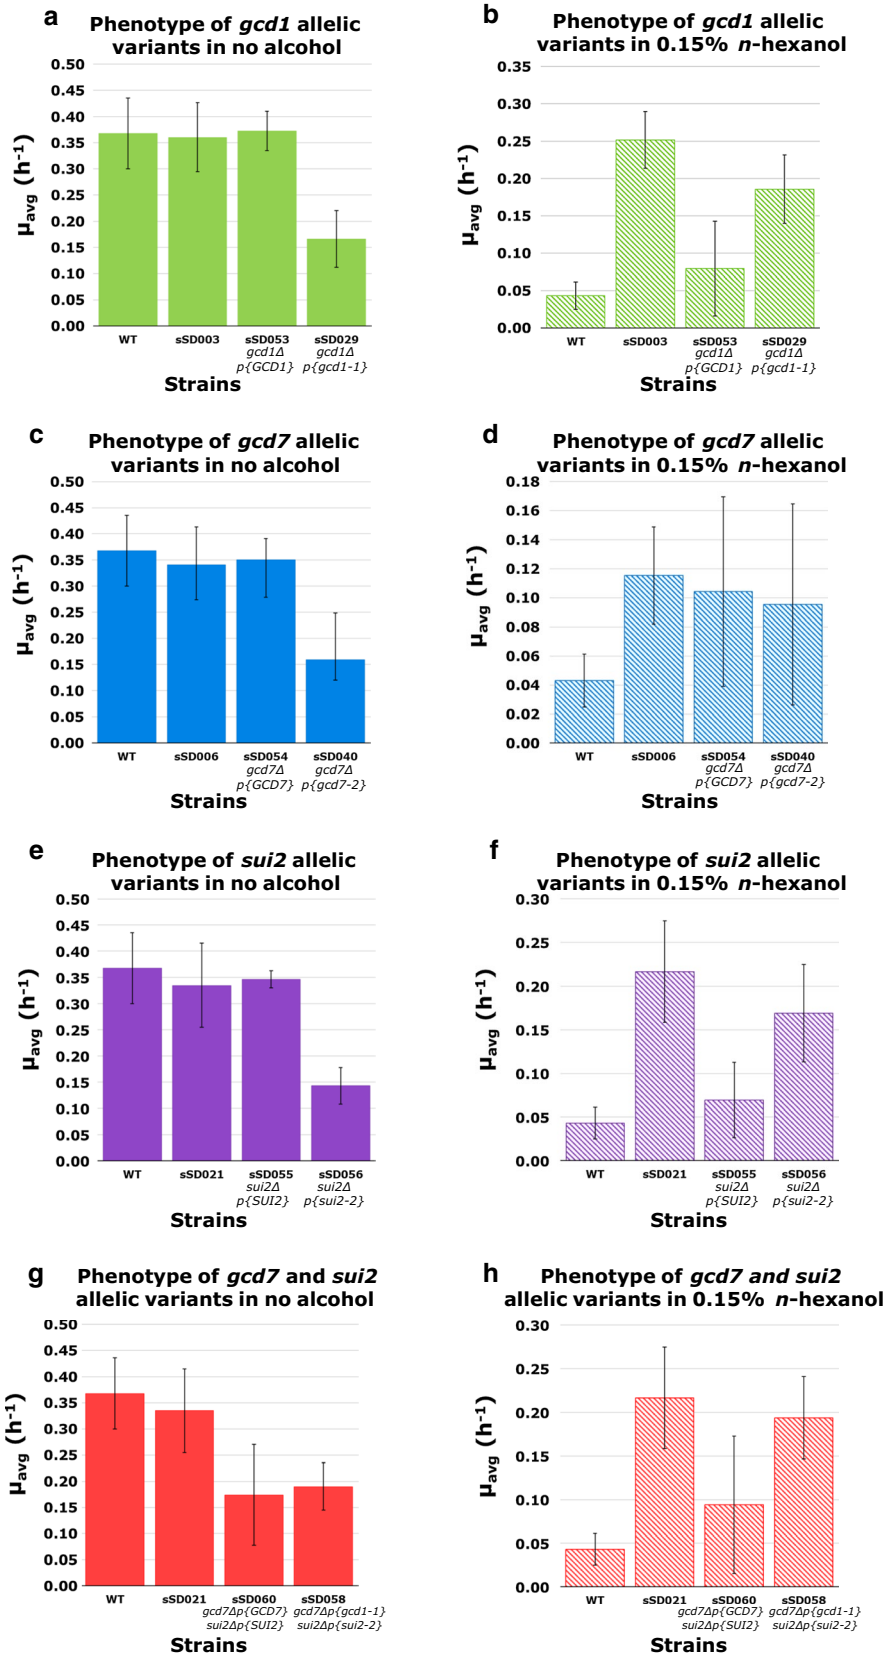 a
Phenotype of gcd1 allelic
variants in no alcohol
0.50
0.45
0.40
0.35
0.30
0.25
0.20
0.15
0.10
0.05
0.00
μavg (h-1)
WT
sSD003
sSD053
gcd1Δ
p{GCD1}
sSD029
gcd1Δ
p{gcd1-1}
Strains
b
Phenotype of gcd1 allelic
variants in 0.15% n-hexanol
0.35
0.30
0.25
0.20
0.15
0.10
0.05
0.00
μavg (h-1)
WT
sSD003
sSD053
gcd1Δ
p{GCD1}
sSD029
gcd1Δ
p{gcd1-1}
Strains
c
Phenotype of gcd7 allelic
variants in no alcohol
0.50
0.45
0.40
0.35
0.30
0.25
0.20
0.15
0.10
0.05
0.00
μavg (h-1)
WT
sSD006
sSD054
gcd7Δ
p{GCD7}
sSD040
gcd7Δ
p{gcd7-2}
Strains
d
Phenotype of gcd7 allelic
variants in 0.15% n-hexanol
0.18
0.16
0.14
0.12
0.10
0.08
0.06
0.04
0.02
0.00
μavg (h-1)
WT
sSD006
sSD054
gcd7Δ
p{GCD7}
sSD040
gcd7Δ
p{gcd7-2}
Strains
e
Phenotype of sui2 allelic
variants in no alcohol
0.50
0.45
0.40
0.35
0.30
0.25
0.20
0.15
0.10
0.05
0.00
μavg (h-1)
WT
sSD021
sSD055
sui2Δ
p{SUI2}
sSD056
sui2Δ
p{sui2-2}
Strains
f
Phenotype of sui2 allelic
variants in 0.15% n-hexanol
0.30
0.25
0.20
0.15
0.10
0.05
0.00
μavg (h-1)
WT
sSD021
sSD055
sui2Δ
p{SUI2}
sSD056
sui2Δ
p{sui2-2}
Strains
g
Phenotype of gcd7 and sui2
allelic variants in no alcohol
0.50
0.45
0.40
0.35
0.30
0.25
0.20
0.15
0.10
0.05
0.00
μavg (h-1)
WT
sSD021
sSD060
gcd7Δp{GCD7}
sui2Δp{SUI2}
sSD058
gcd7Δp{gcd1-1}
sui2Δp{sui2-2}
Strains
h
Phenotype of gcd7 and sui2
allelic variants in 0.15% n-hexanol
0.30
0.25
0.20
0.15
0.10
0.05
0.00
μavg (h-1)
WT
sSD021
sSD060
gcd7Δp{GCD7}
sui2Δp{SUI2}
sSD058
gcd7Δp{gcd1-1}
sui2Δp{sui2-2}
Strains